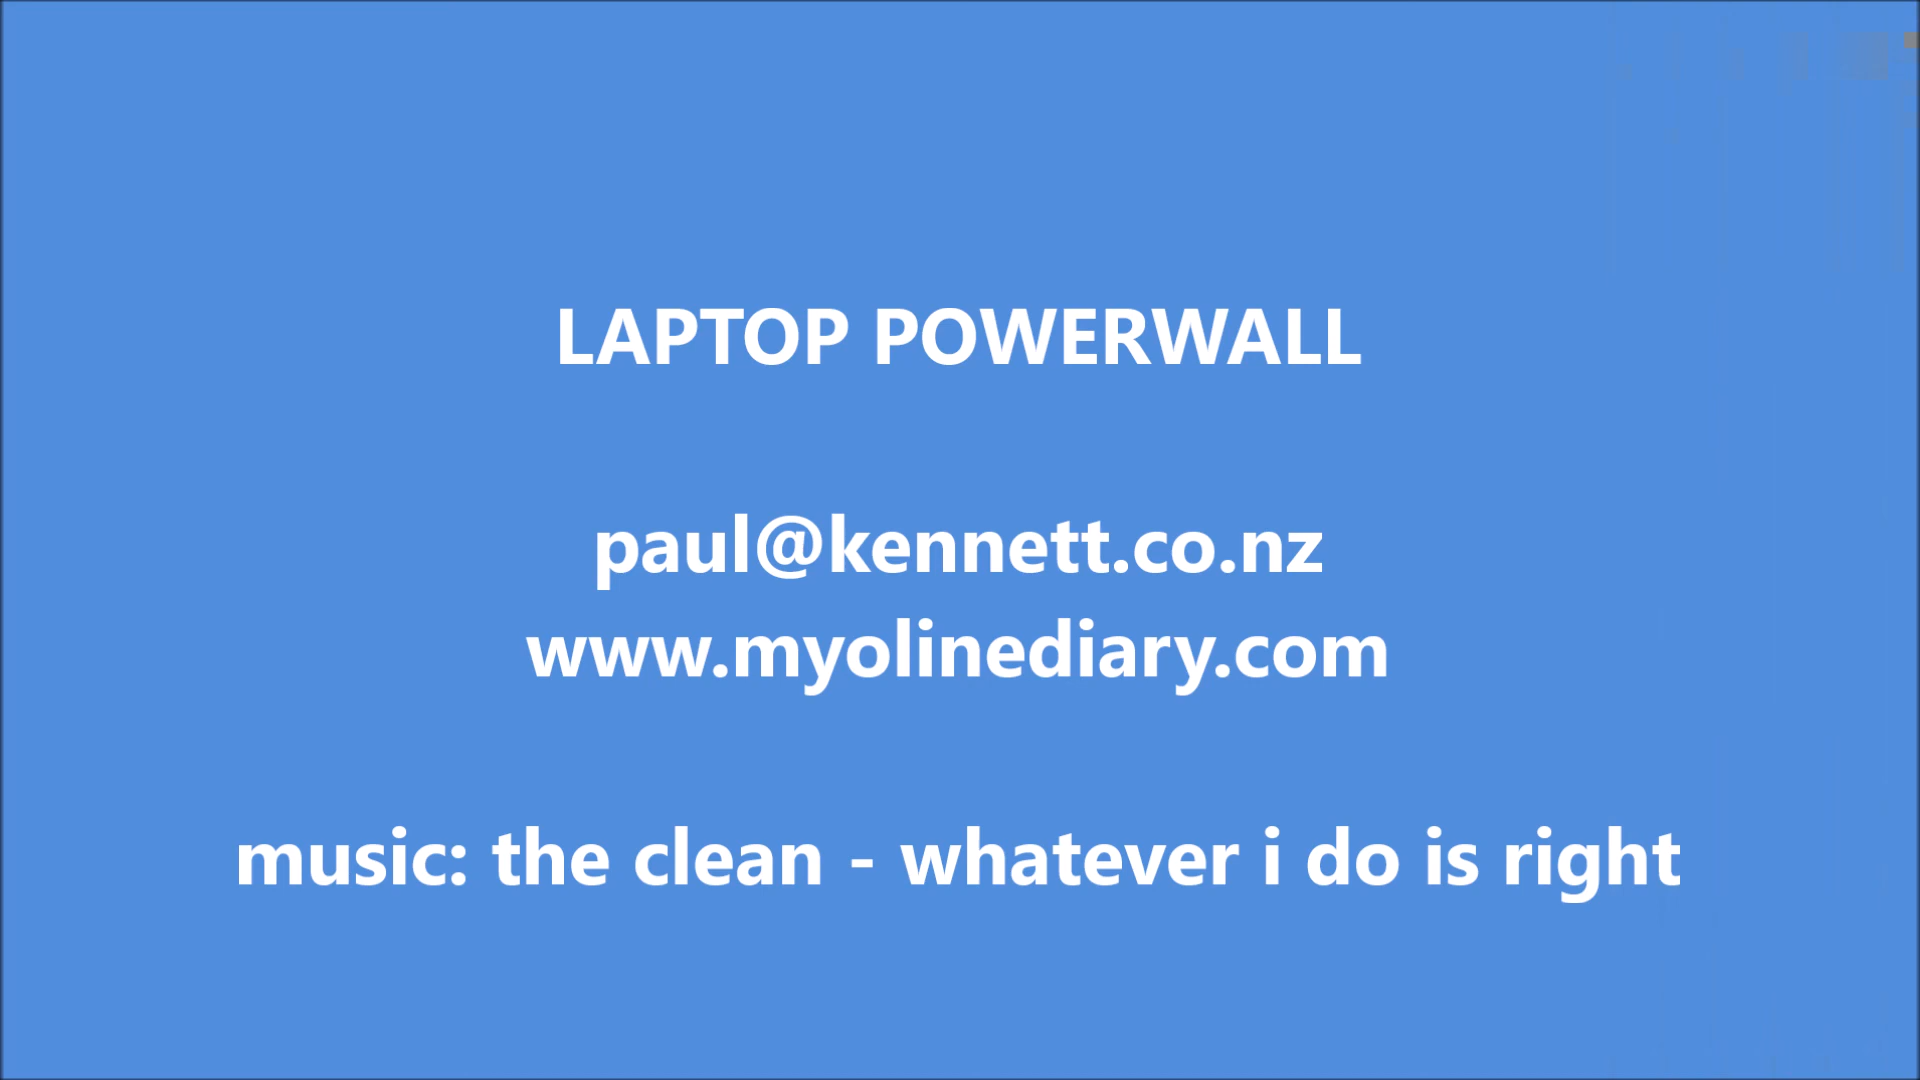 LAPTOP POWERWALL
paul@kennett.co.nz
www.myolinediary.com
music: the clean - whatever i do is right